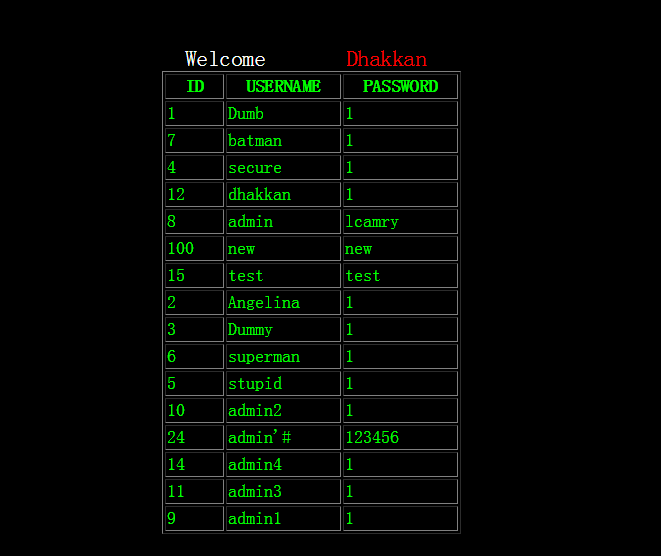 Welcome Dhakkan
ID USERNAME PASSWORD
1 Dumb 1
7 batman 1
4 secure 1
12 dhakkan 1
8 admin lcamry
100 new new
15 test test
2 Angelina 1
3 Dummy 1
6 superman 1
5 stupid 1
10 admin2 1
24 admin'# 123456
14 admin4 1
11 admin3 1
9 admin1 1